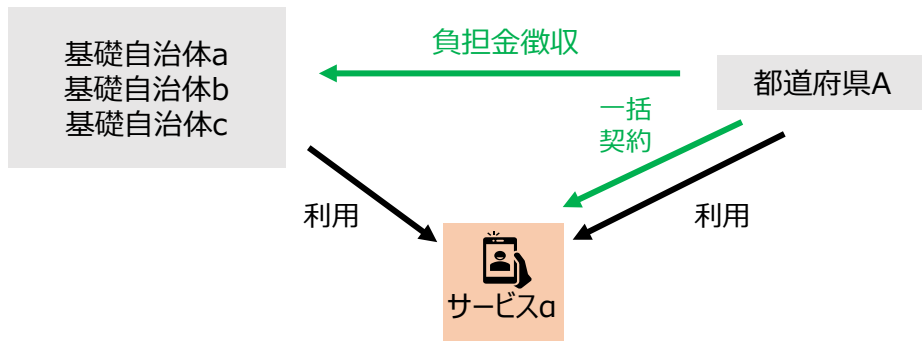 基礎自治体a
基礎自治体b
基礎自治体c
負担金徴収
都道府県A
一括
契約
利用
利用
サービスα